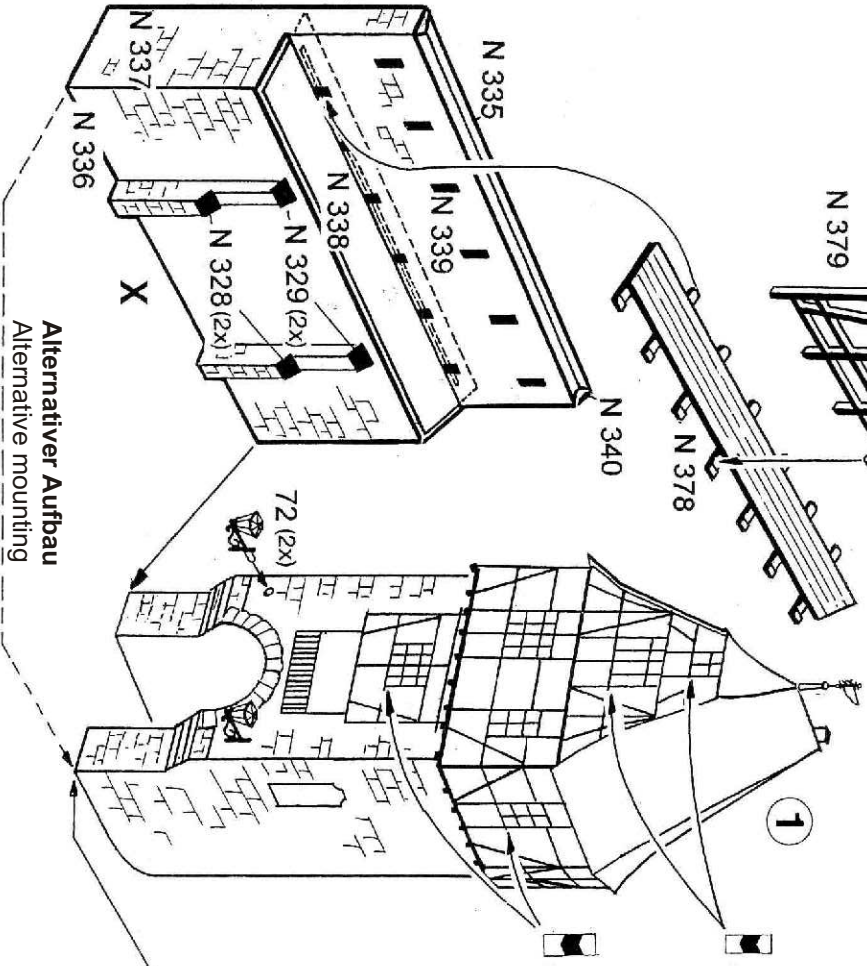 N 337
N 336
N 335
N 338
N 339
N 340
N 329 (2x)
N 328 (2x)
X
N 379
N 378
72 (2x)
1
Alternativer Aufbau
Alternative mounting